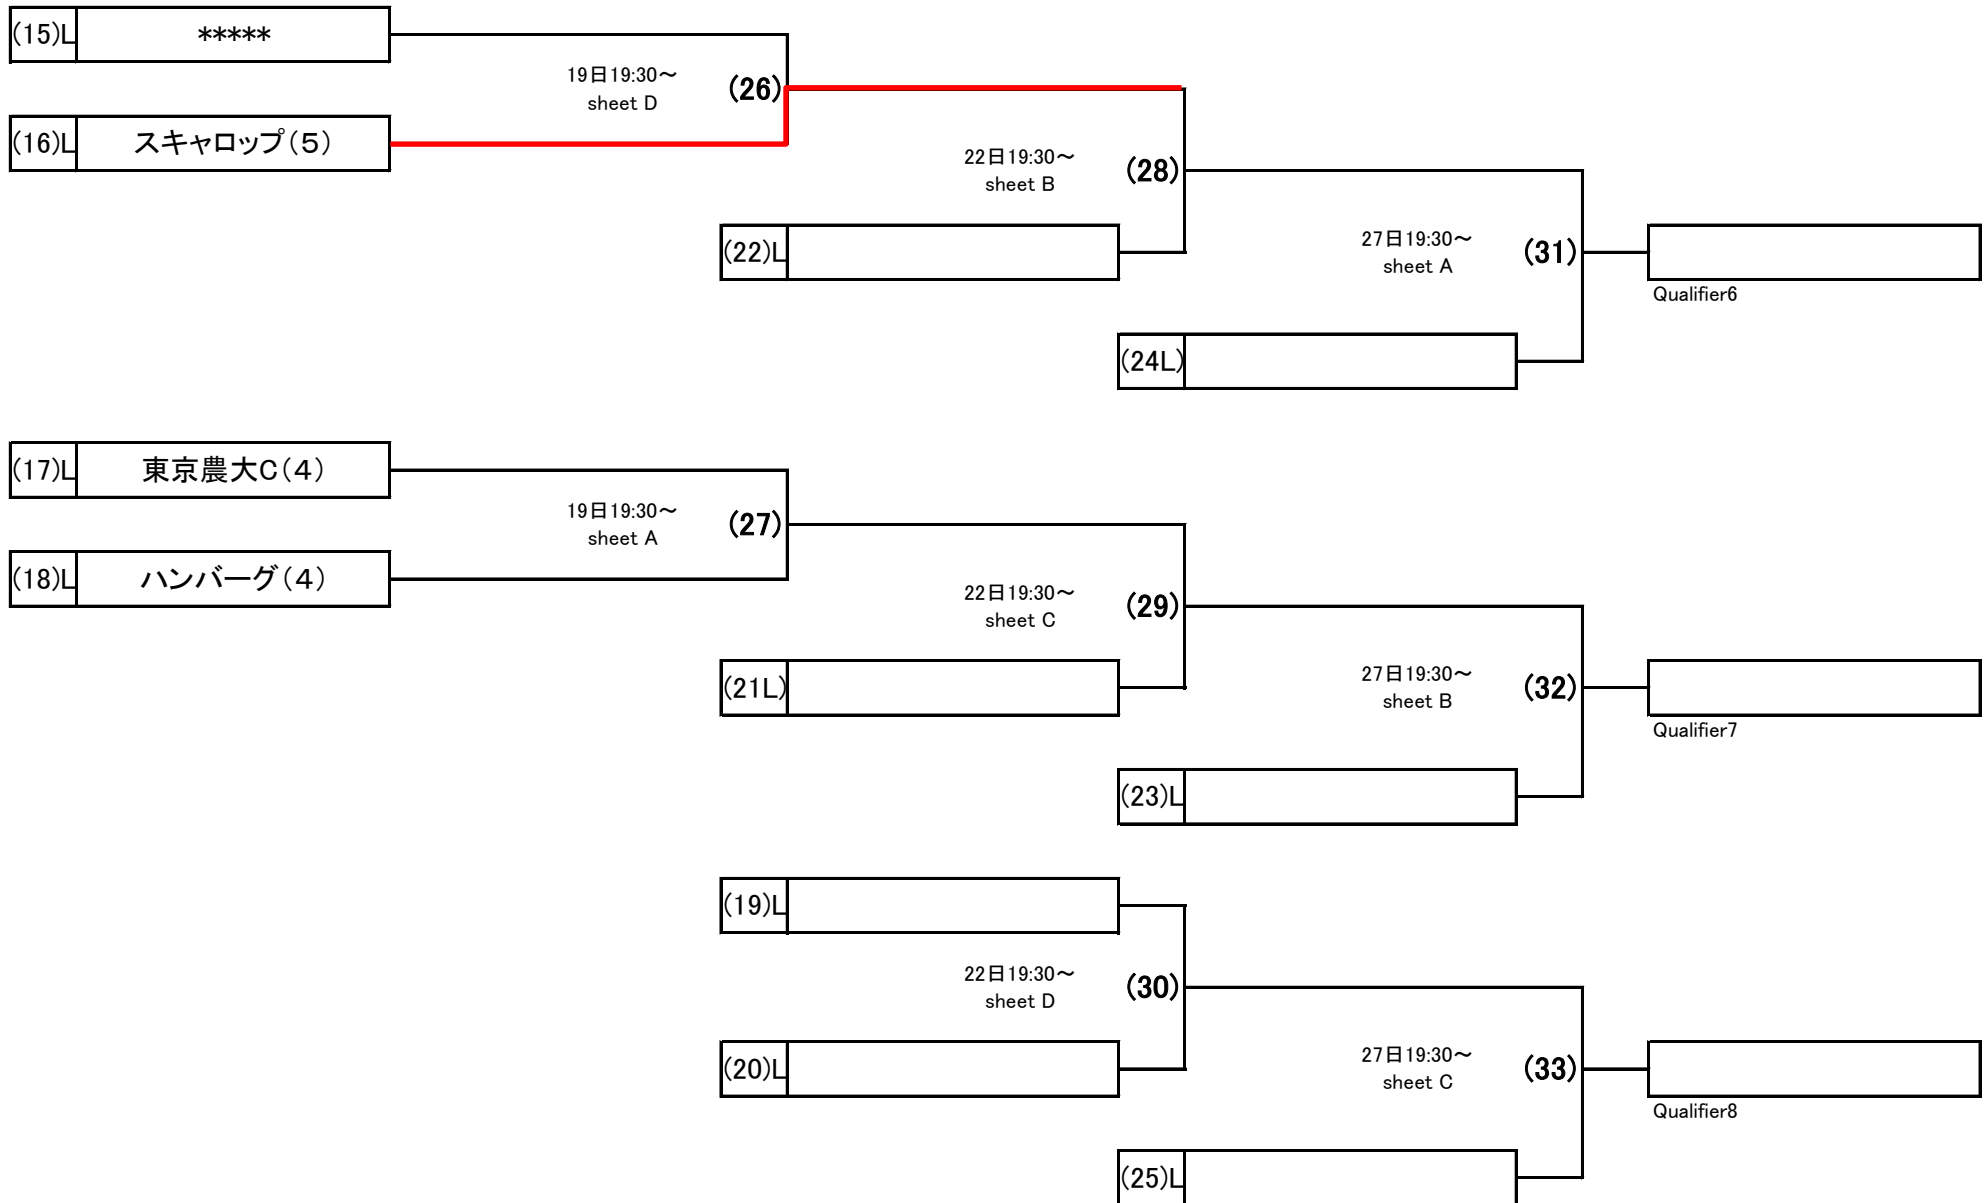 (15)L *****
19日19:30～ (26)
sheet D
(16)L スキャロップ(5)
22日19:30～ (28)
sheet B
(22)L
27日19:30～ (31)
sheet A
Qualifier6
(24L)
(17)L 東京農大C(4)
19日19:30～ (27)
sheet A
(18)L ハンバーグ(4)
22日19:30～ (29)
sheet C
(21L)
27日19:30～ (32)
sheet B
Qualifier7
(23)L
(19)L
22日19:30～ (30)
sheet D
(20)L
27日19:30～ (33)
sheet C
Qualifier8
(25)L